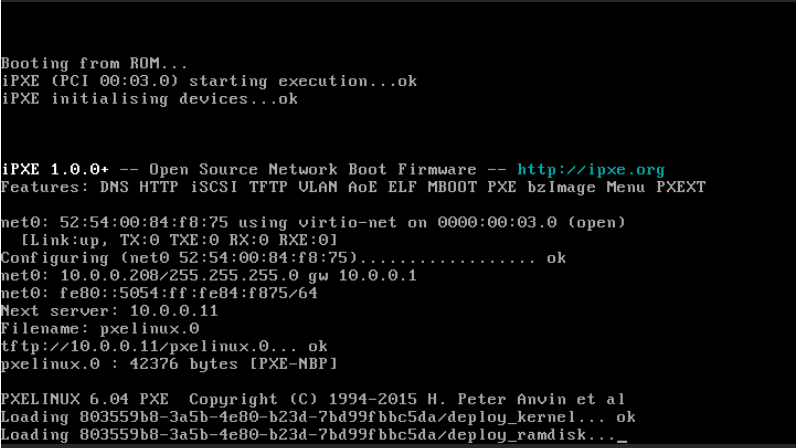 Booting from ROM...
iPXE (PCI 00:03.0) starting execution...ok
iPXE initialising devices...ok
iPXE 1.0.0+ -- Open Source Network Boot Firmware -- http://ipxe.org
Features: DNS HTTP iSCSI TFTP VLAN AoE ELF MBOOT PXE bzImage Menu PXEXT
net0: 52:54:00:84:f8:75 using virtio-net on 0000:00:03.0 (open)
[Link:up, TX:0 TXE:0 RX:0 RXE:0]
Configuring (net0 52:54:00:84:f8:75).................. ok
net0: 10.0.0.208/255.255.255.0 gw 10.0.0.1
net0: fe80::5054:ff:fe84:f875/64
Next server: 10.0.0.11
Filename: pxelinux.0
tftp://10.0.0.11/pxelinux.0... ok
pxelinux.0 : 42376 bytes [PXE-NBP]
PXELINUX 6.04 PXE  Copyright (C) 1994-2015 H. Peter Anvin et al
Loading 803559b8-3a5b-4e80-b23d-7bd99fbbc5da/deploy_kernel... ok
Loading 803559b8-3a5b-4e80-b23d-7bd99fbbc5da/deploy_ramdisk..._